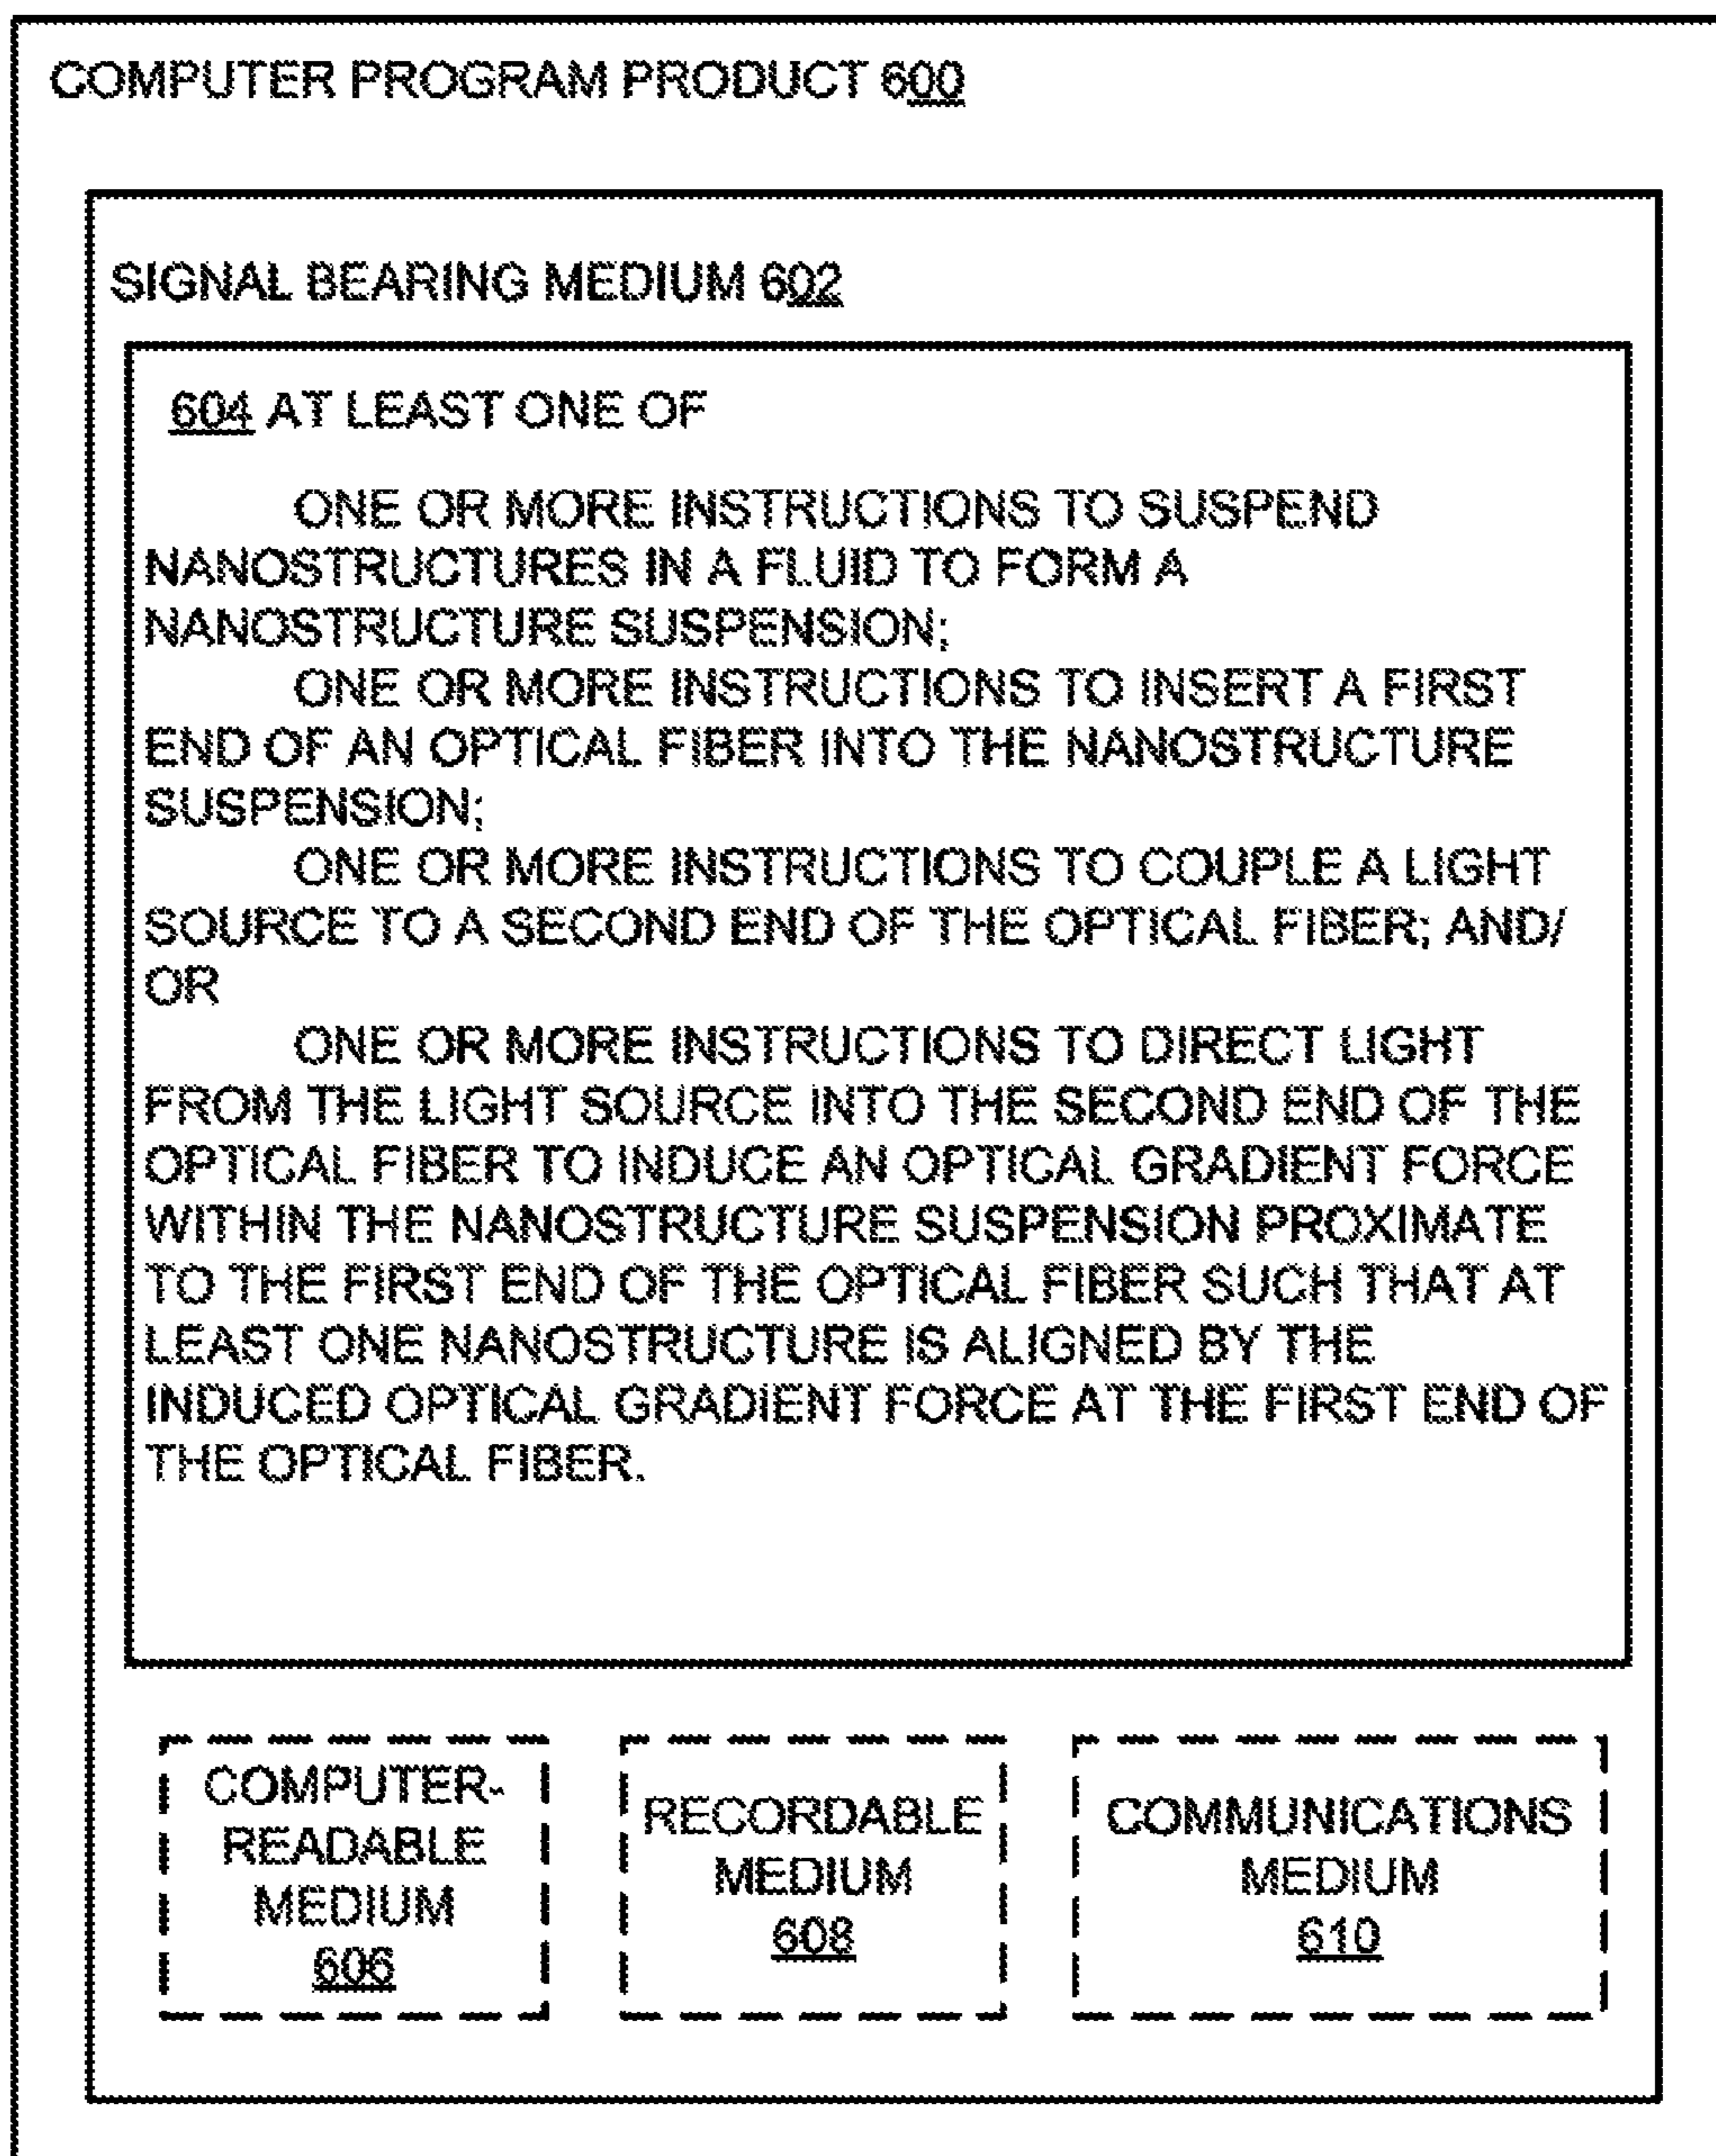 COMPUTER PROGRAM PRODUCT 600
SIGNAL BEARING MEDIUM 602
604 AT LEAST ONE OF
ONE OR MORE INSTRUCTIONS TO SUSPEND
NANOSTRUCTURES IN A FLUID TO FORM A
NANOSTRUCTURE SUSPENSION;
ONE OR MORE INSTRUCTIONS TO INSERT A FIRST
END OF AN OPTICAL FIBER INTO THE NANOSTRUCTURE
SUSPENSION;
ONE OR MORE INSTRUCTIONS TO COUPLE A LIGHT
SOURCE TO A SECOND END OF THE OPTICAL FIBER; AND/
OR
ONE OR MORE INSTRUCTIONS TO DIRECT LIGHT
FROM THE LIGHT SOURCE INTO THE SECOND END OF THE
OPTICAL FIBER TO INDUCE AN OPTICAL GRADIENT FORCE
WITHIN THE NANOSTRUCTURE SUSPENSION PROXIMATE
TO THE FIRST END OF THE OPTICAL FIBER SUCH THAT AT
LEAST ONE NANOSTRUCTURE IS ALIGNED BY THE
INDUCED OPTICAL GRADIENT FORCE AT THE FIRST END OF
THE OPTICAL FIBER.
COMPUTER-
READABLE
MEDIUM
606
RECORDABLE
MEDIUM
608
COMMUNICATIONS
MEDIUM
610